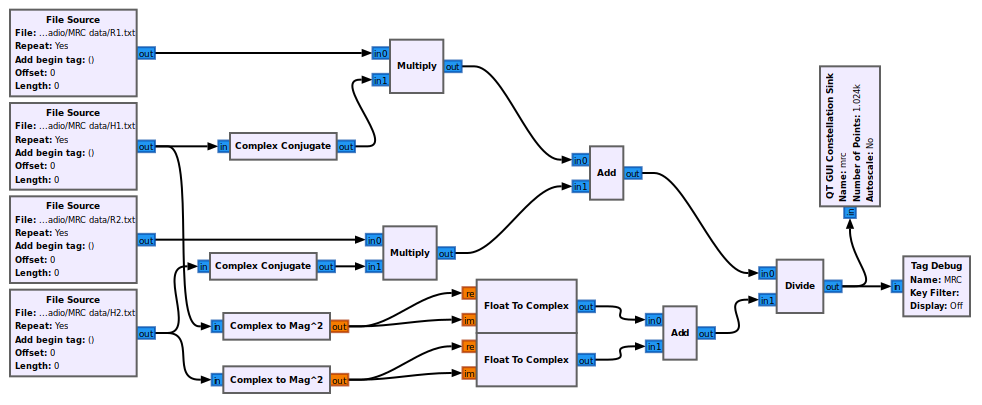 File Source
File: ...adio/MRC data/R1.txt
Repeat: Yes
Add begin tag: ()
Offset: 0
Length: 0
out
in0
in1
Multiply
out
File Source
File: ...adio/MRC data/H1.txt
Repeat: Yes
Add begin tag: ()
Offset: 0
Length: 0
out
in
Complex Conjugate
out
in0
in1
Add
out
QT GUI Constellation Sink
Name: mrc
Number of Points: 1.024k
Autoscale: No
in
File Source
File: ...adio/MRC data/R2.txt
Repeat: Yes
Add begin tag: ()
Offset: 0
Length: 0
out
in0
in1
Multiply
out
in
Complex Conjugate
out
in0
in1
Divide
out
in
Tag Debug
Name: MRC
Key Filter:
Display: Off
File Source
File: ...adio/MRC data/H2.txt
Repeat: Yes
Add begin tag: ()
Offset: 0
Length: 0
out
in
Complex to Mag^2
out
re
im
Float To Complex
out
in0
in1
Add
out
in
Complex to Mag^2
out
re
im
Float To Complex
out